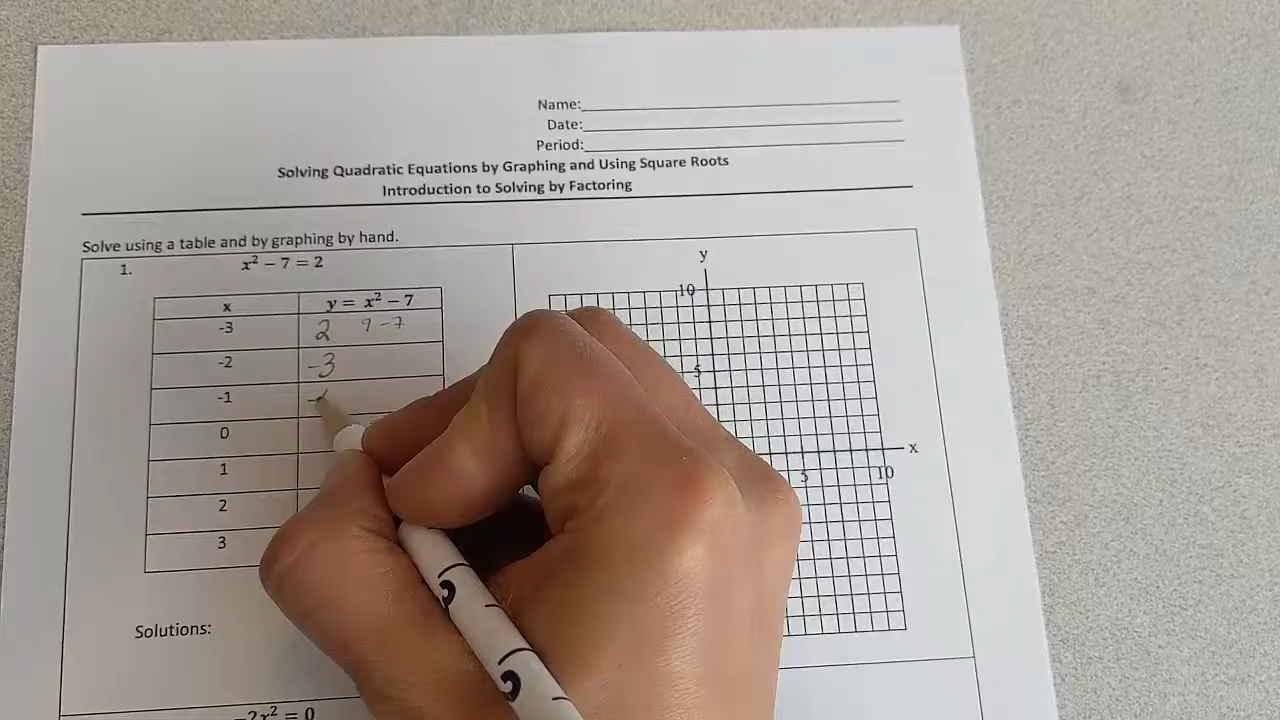 Name:
Date:
Period:
Solving Quadratic Equations by Graphing and Using Square Roots
Introduction to Solving by Factoring
Solve using a table and by graphing by hand.
1. x² – 7 = 2
x y = x² – 7
-3 2 9 -7
-2 -3
-1
0
1
2
3
Solutions:
-2x² = 0
y
10
5
x
5 10